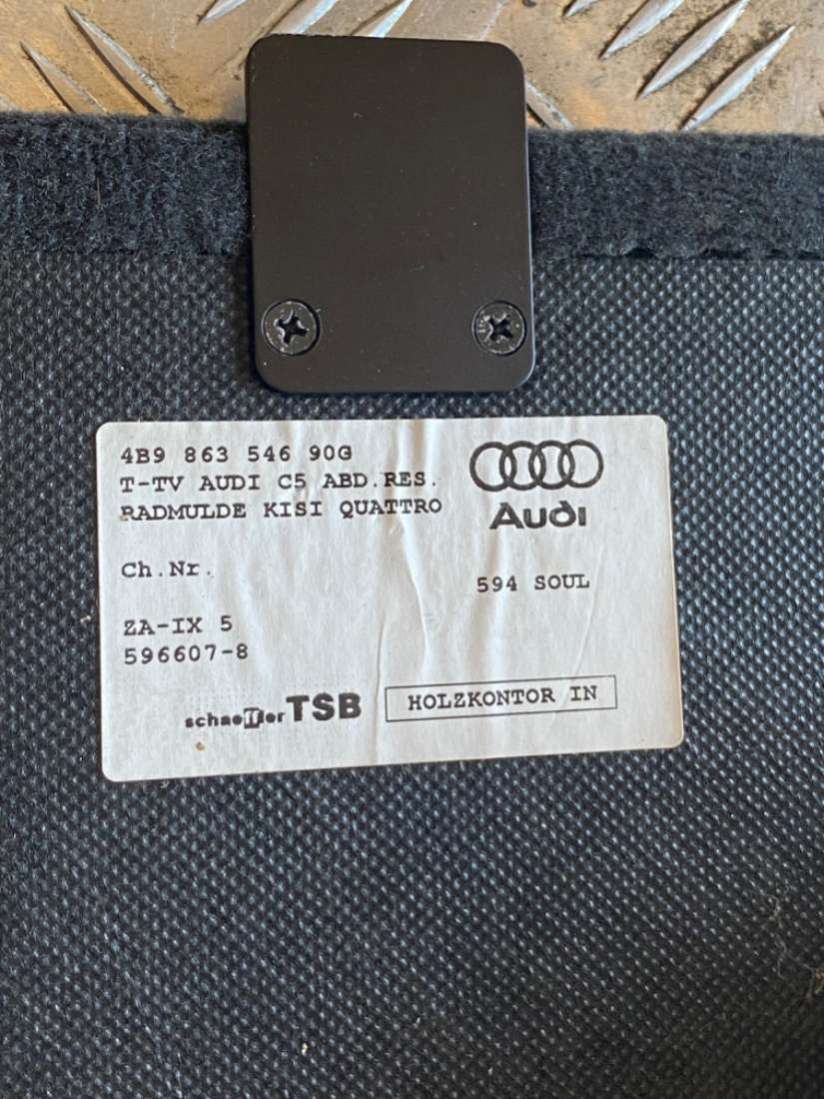 4B9 863 546 90G
T-TV AUDI C5 ABD.RES.
RADMULDE KISI QUATTRO
Audi
Ch.Nr.
594 SOUL
ZA-IX 5
596607-8
schaeffler TSB
HOLZKONTOR IN